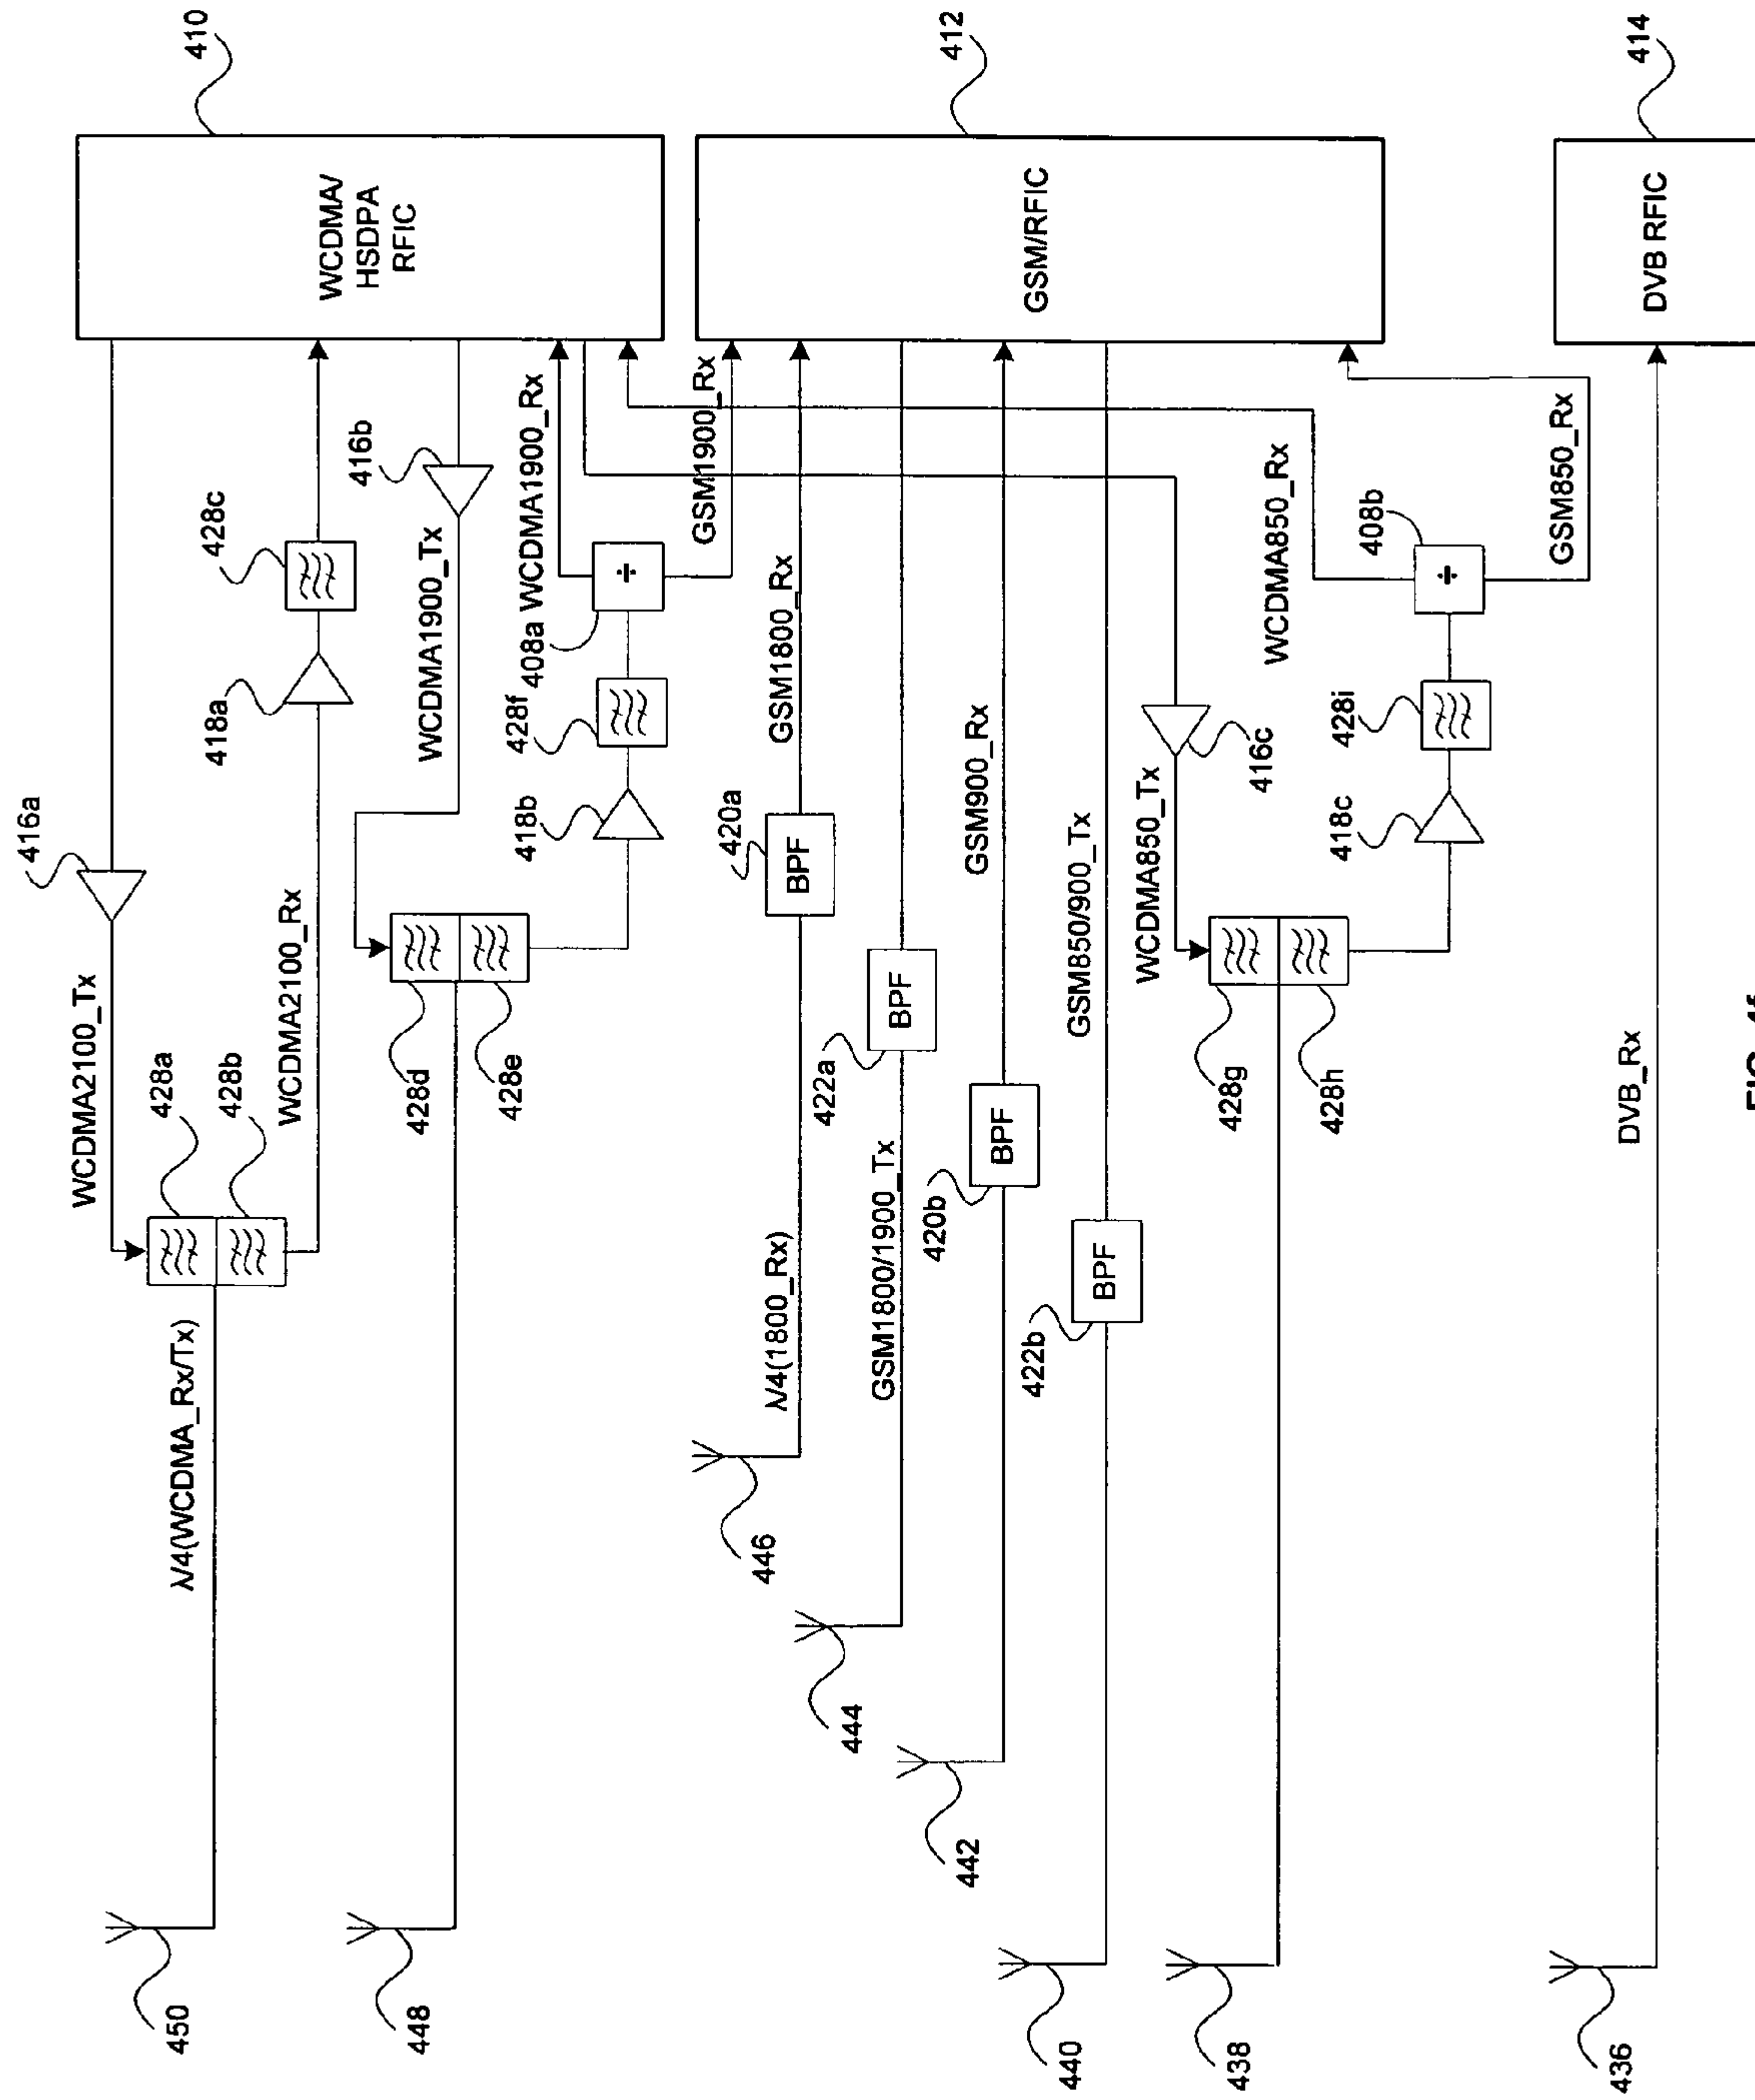 410
416a
WCDMA2100_Tx
428a
428b
WCDMA2100_Rx
λ/4(WCDMA_Rx/Tx)
450
418a
428c
WCDMA/
HSDPA
RFIC
416b
WCDMA1900_Tx
428d
428e
448
418b
428f
408a
WCDMA1900_Rx
÷
GSM1900_Rx
412
GSM/RFIC
GSM1800_Rx
420a
BPF
λ/4(1800_Rx)
446
422a
BPF
GSM1800/1900_Tx
444
GSM900_Rx
420b
BPF
442
GSM850/900_Tx
422b
BPF
440
WCDMA850_Tx
416c
428g
428h
438
WCDMA850_Rx
418c
428i
408b
÷
GSM850_Rx
414
DVB RFIC
DVB_Rx
436